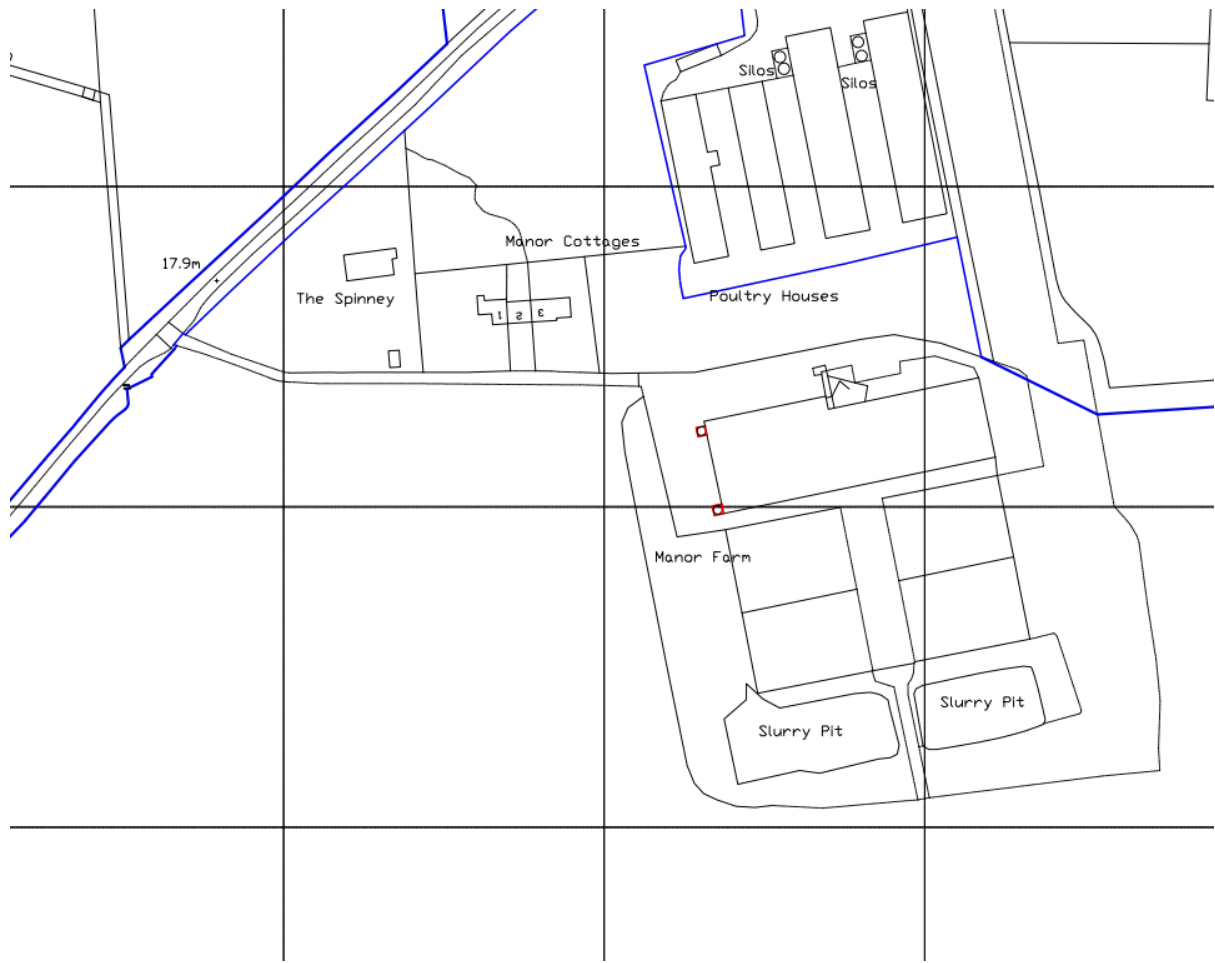 Silos
Silos
Manor Cottages
17.9m
The Spinney
Poultry Houses
1 2 3
Manor Farm
Slurry Pit
Slurry Pit